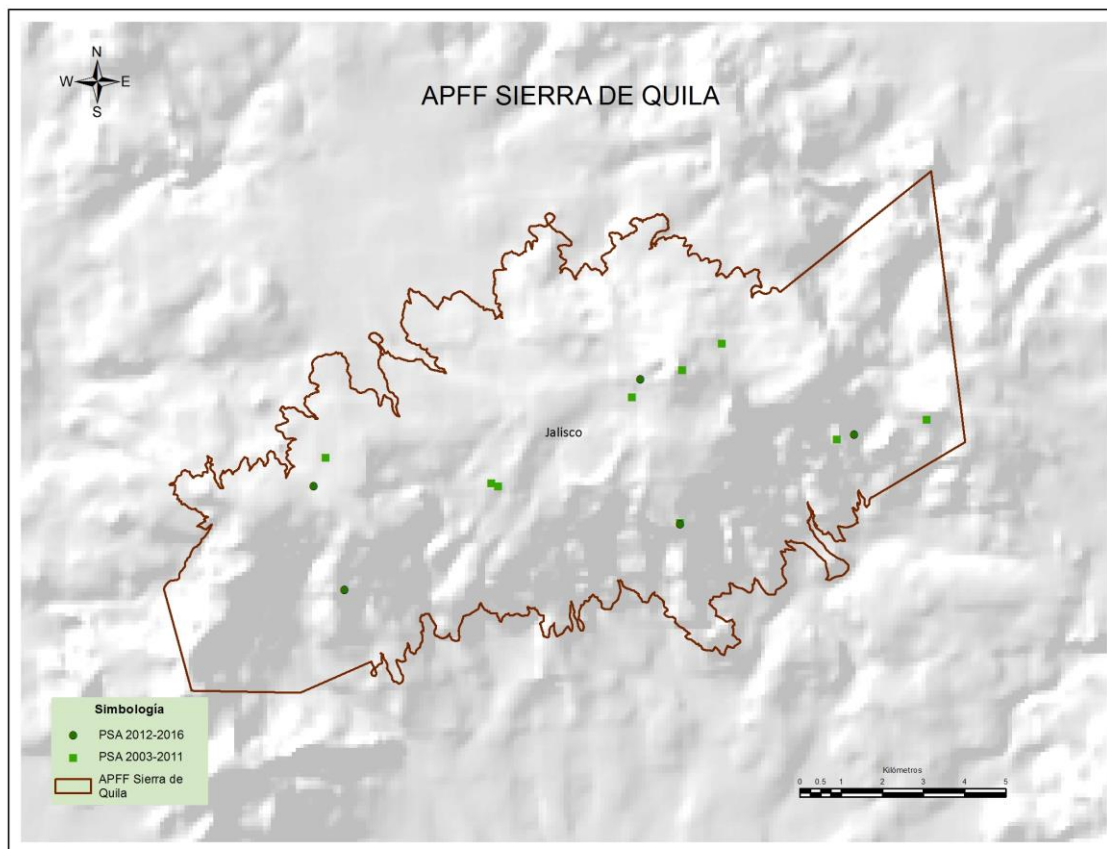 N
W E
S
APFF SIERRA DE QUILA
Jalisco
Simbología
PSA 2012-2016
PSA 2003-2011
APFF Sierra de
Quila
Kilómetros
0 0.5 1 2 3 4 5